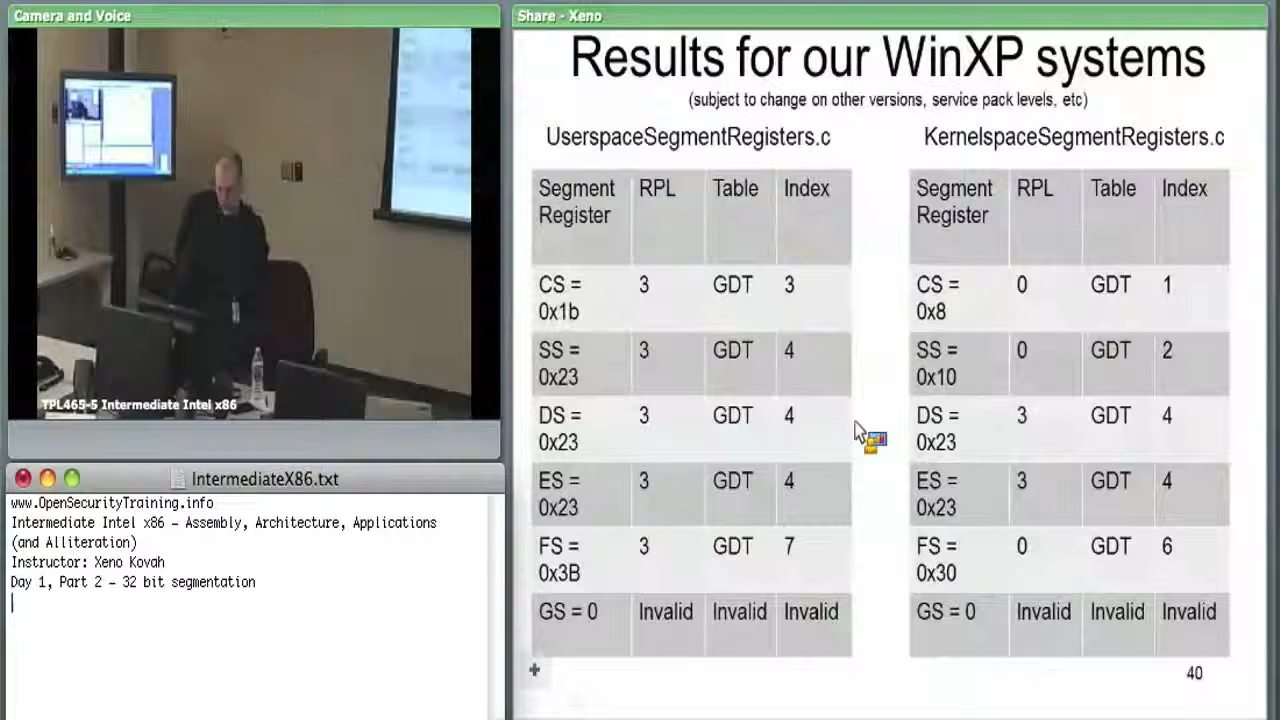 Camera and Voice
TPL465-5 Intermediate Intel x86
IntermediateX86.txt
www.OpenSecurityTraining.info
Intermediate Intel x86 – Assembly, Architecture, Applications
(and Alliteration)
Instructor: Xeno Kovah
Day 1, Part 2 – 32 bit segmentation
Share - Xeno
Results for our WinXP systems
(subject to change on other versions, service pack levels, etc)
UserspaceSegmentRegisters.c
Segment RPL Table Index
Register
CS = 3 GDT 3
0x1b
SS = 3 GDT 4
0x23
DS = 3 GDT 4
0x23
ES = 3 GDT 4
0x23
FS = 3 GDT 7
0x3B
GS = 0 Invalid Invalid Invalid
KernelspaceSegmentRegisters.c
Segment RPL Table Index
Register
CS = 0 GDT 1
0x8
SS = 0 GDT 2
0x10
DS = 3 GDT 4
0x23
ES = 3 GDT 4
0x23
FS = 0 GDT 6
0x30
GS = 0 Invalid Invalid Invalid
40